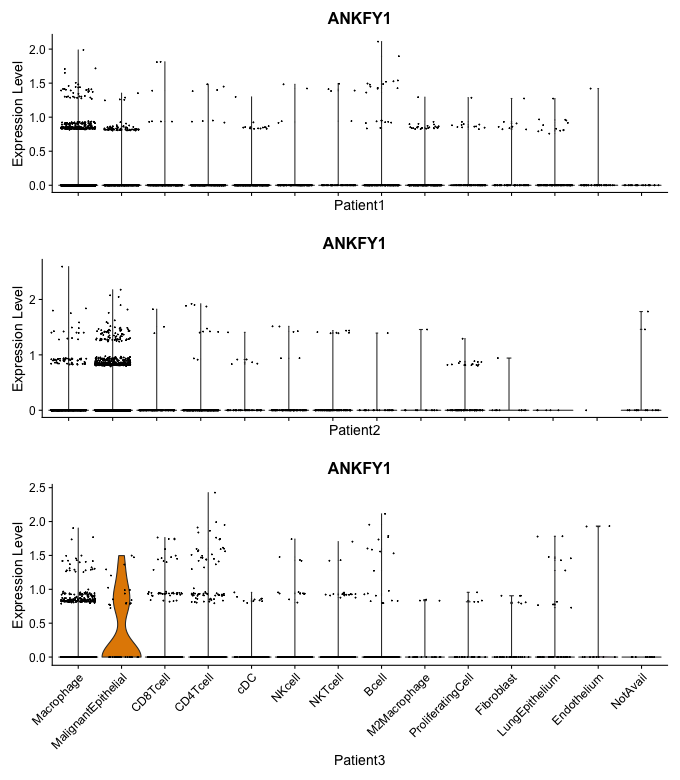 ANKFY1
Expression Level
2.0
1.5
1.0
0.5
0.0
Patient1
ANKFY1
Expression Level
2
1
0
Patient2
ANKFY1
Expression Level
2.5
2.0
1.5
1.0
0.5
0.0
Macrophage
MalignantEpithelial
CD8Tcell
CD4Tcell
cDC
NKcell
NKTcell
Bcell
M2Macrophage
ProliferatingCell
Fibroblast
LungEpithelium
Endothelium
NotAvail
Patient3